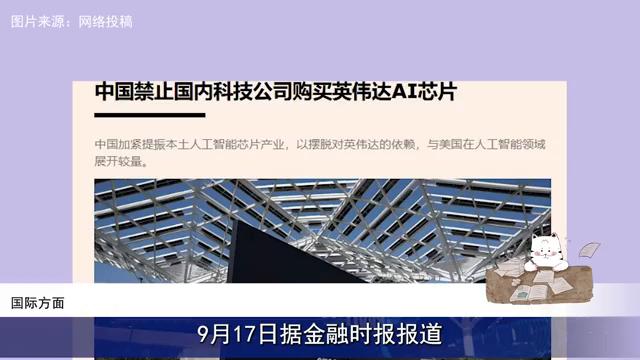 图片来源：网络投稿
中国禁止国内科技公司购买英伟达AI芯片
中国加紧提振本土人工智能芯片产业，以摆脱对英伟达的依赖，与美国在人工智能领域
展开较量。
国际方面
9月17日据金融时报报道